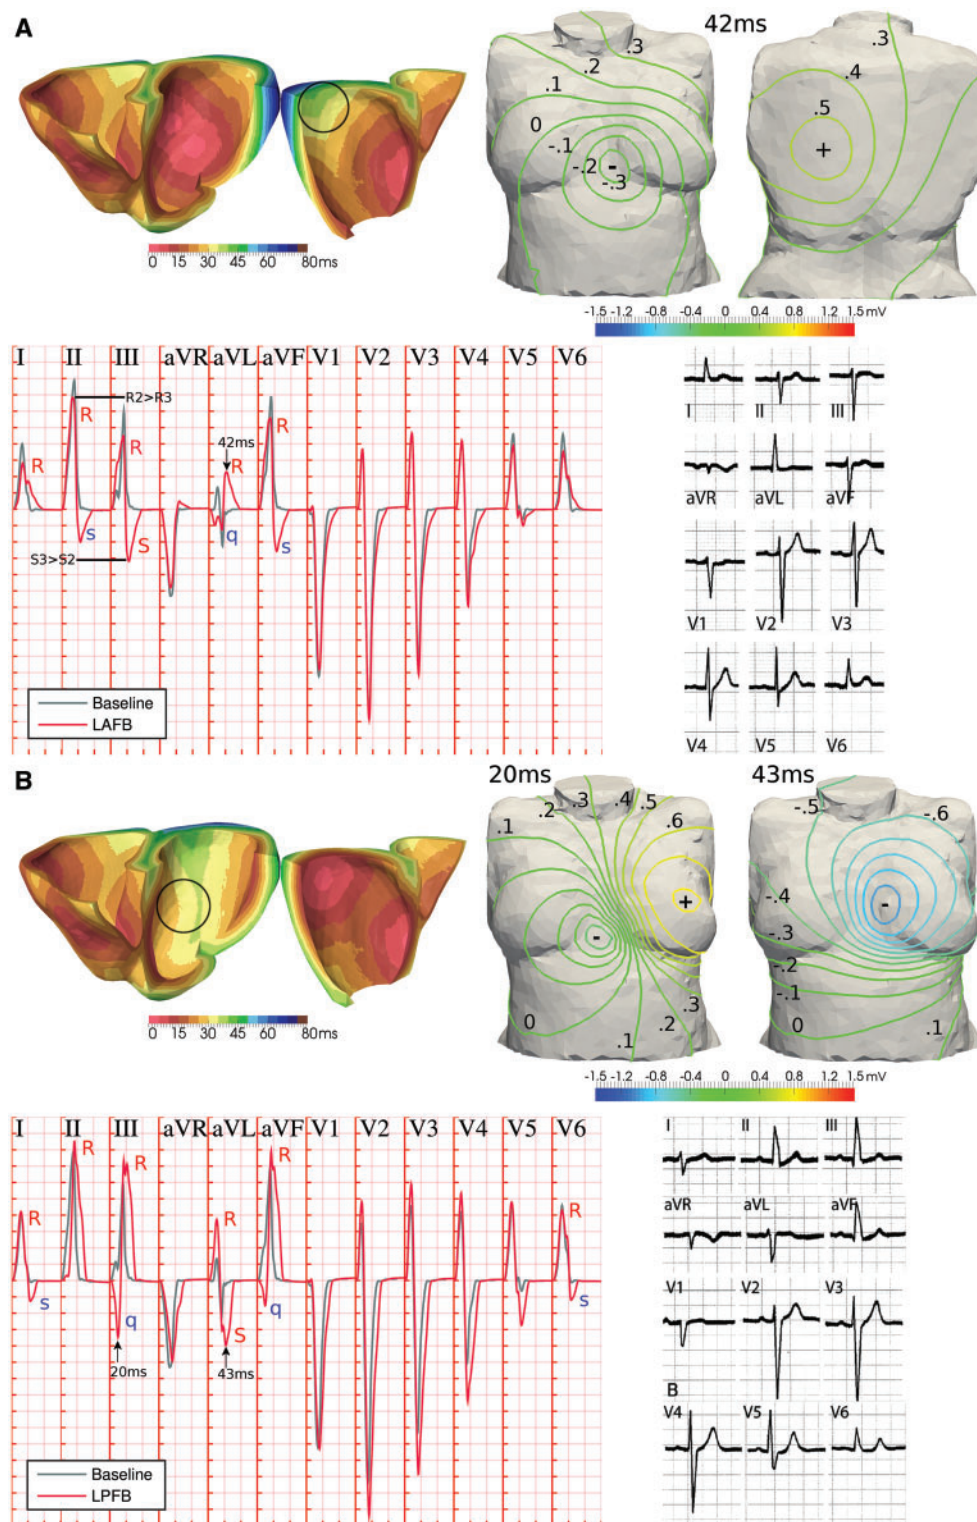 A
42ms
.3
.3
.2
.4
.1
.5
0
-.1
+
-.2
-
-.3
0 15 30 45 60 80ms
-1.5 -1.2 -0.8 -0.4 0 0.4 0.8 1.2 1.5 mV
I II III aVR aVL aVF V1 V2 V3 V4 V5 V6
R2>R3
R
R
R
42ms
R
R
s
q
s
S
S3>S2
Baseline
LAFB
I II III
aVR aVL aVF
V1 V2 V3
V4 V5 V6
B
20ms 43ms
.1 .2 .3 .4 .5 .6
-.5 -.6
+
-
-.4
-
-.3
-.2
-.1
0 .1 .2 .3
0 .1
0 15 30 45 60 80ms
-1.5 -1.2 -0.8 -0.4 0 0.4 0.8 1.2 1.5 mV
I II III aVR aVL aVF V1 V2 V3 V4 V5 V6
R
R
R
R
R
s
q
S
q
s
20ms
43ms
Baseline
LPFB
I II III
aVR aVL aVF
V1 V2 V3
B
V4 V5 V6